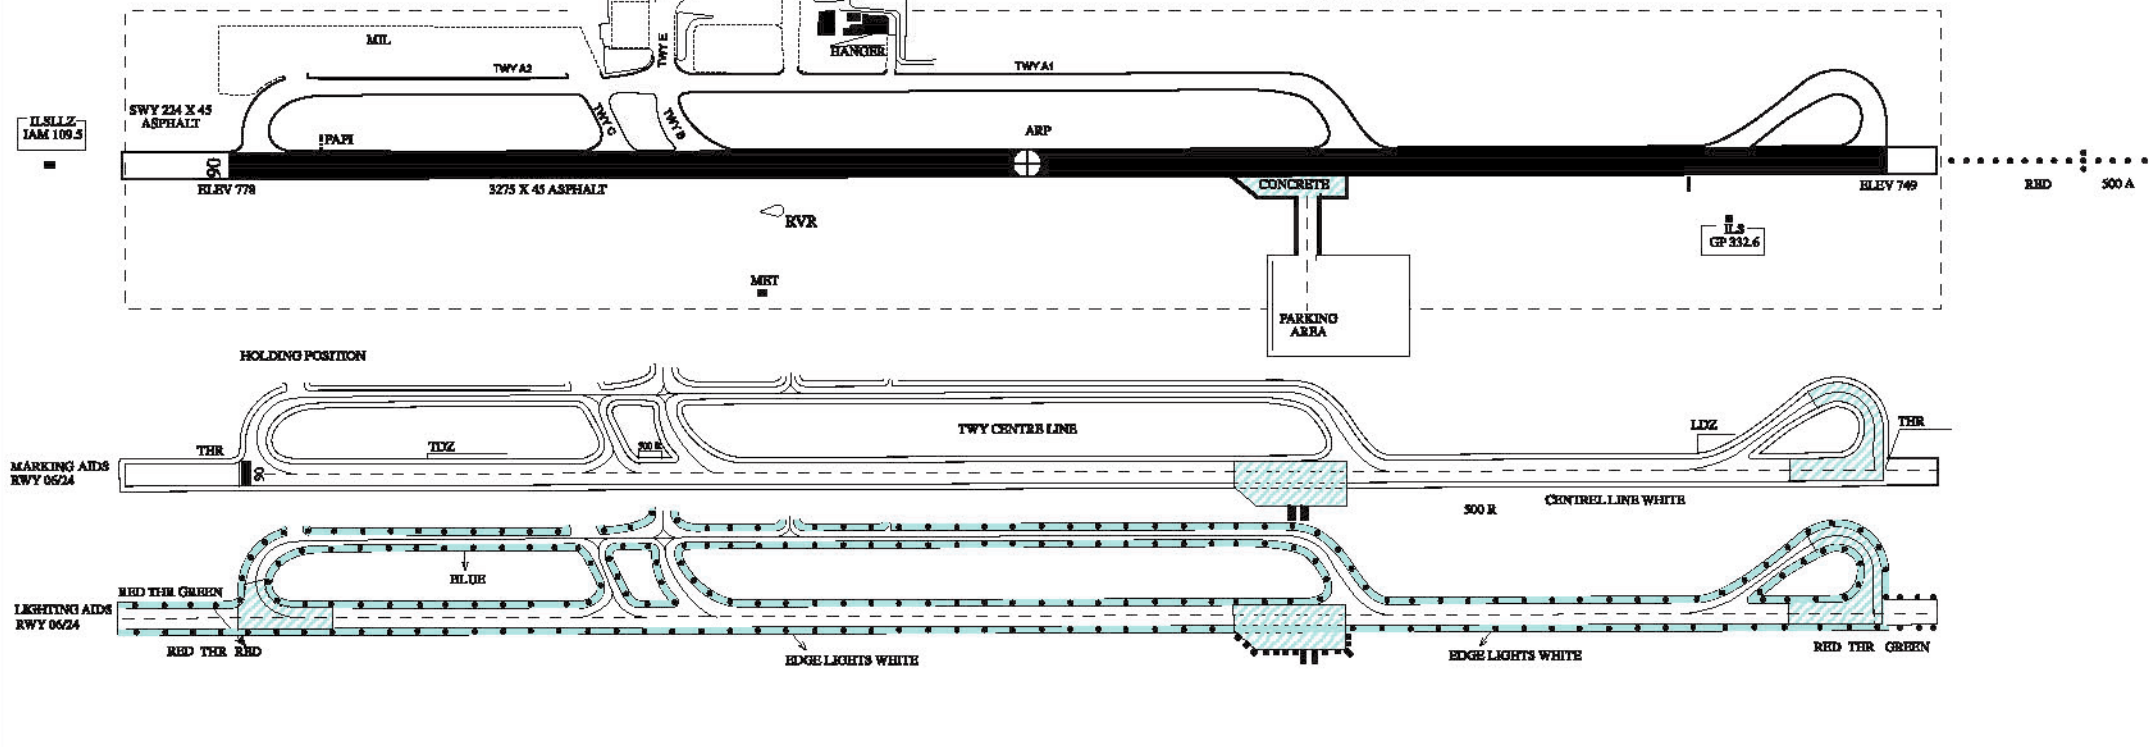 MIL
TWY A2
TWY E
HANGER
TWY A1
SWY 224 X 45
ASPHALT
ILS/LLZ
IAM 109.5
PAPI
TWY C
TWY B
ARP
06
ELEV 778
3275 X 45 ASPHALT
CONCRETE
ELEV 749
RED
500 A
RVR
ILS
GP 332.6
MET
PARKING
AREA
HOLDING POSITION
THR
TDZ
500 R
TWY CENTRE LINE
LDZ
THR
MARKING AIDS
RWY 06/24
06
500 R
CENTREL LINE WHITE
BLUE
RED THR GREEN
LIGHTING AIDS
RWY 06/24
RED THR RED
EDGE LIGHTS WHITE
EDGE LIGHTS WHITE
RED THR GREEN